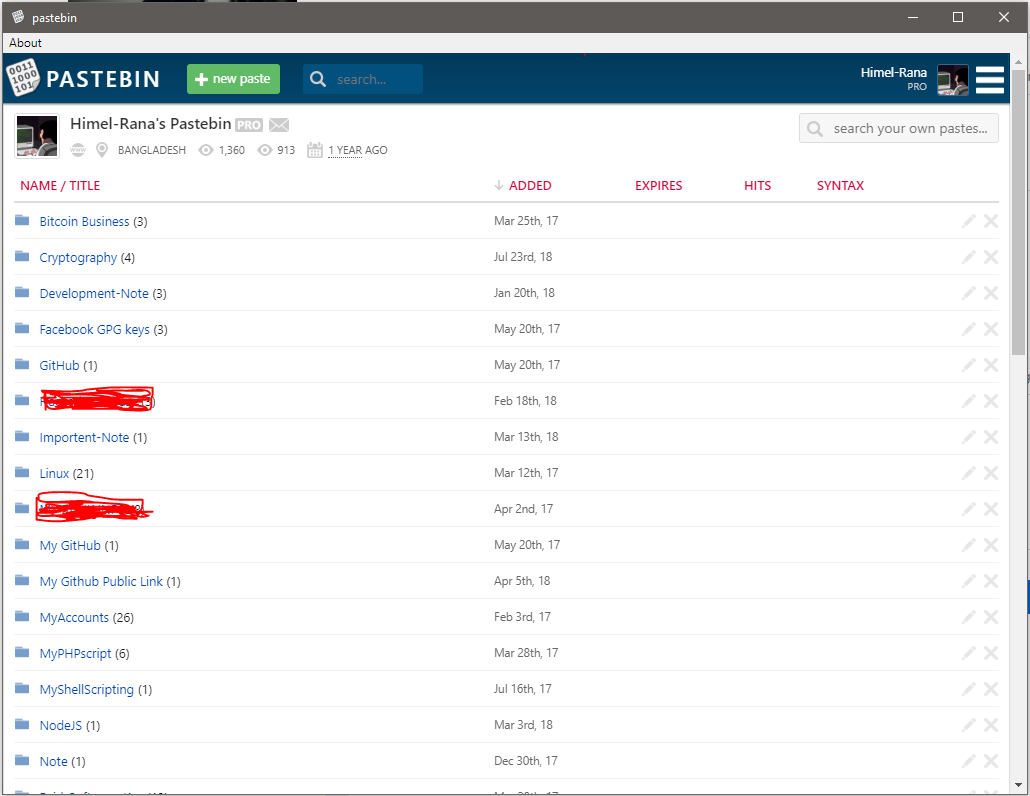 pastebin
About
0011
1000
101
PASTEBIN
new paste
search...
Himel-Rana
PRO
Himel-Rana's Pastebin PRO
www BANGLADESH 1,360 913 1 YEAR AGO
search your own pastes...
NAME / TITLE ADDED EXPIRES HITS SYNTAX
Bitcoin Business (3) Mar 25th, 17
Cryptography (4) Jul 23rd, 18
Development-Note (3) Jan 20th, 18
Facebook GPG keys (3) May 20th, 17
GitHub (1) May 20th, 17
Feb 18th, 18
Importent-Note (1) Mar 13th, 18
Linux (21) Mar 12th, 17
Apr 2nd, 17
My GitHub (1) May 20th, 17
My Github Public Link (1) Apr 5th, 18
MyAccounts (26) Feb 3rd, 17
MyPHPscript (6) Mar 28th, 17
MyShellScripting (1) Jul 16th, 17
NodeJS (1) Mar 3rd, 18
Note (1) Dec 30th, 17